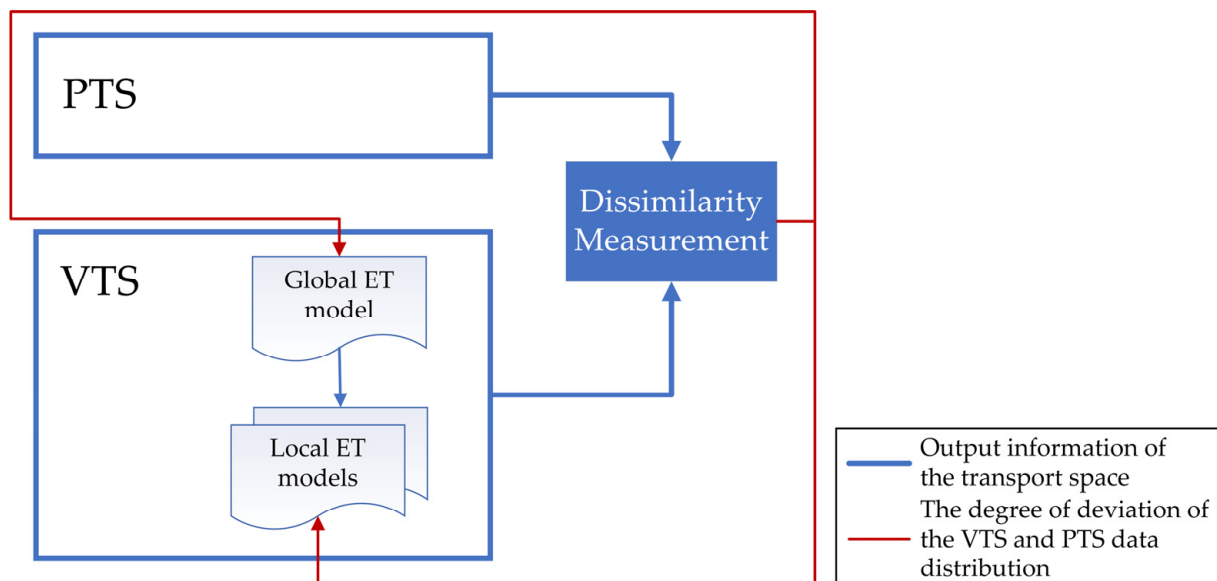 PTS
Dissimilarity
Measurement
VTS
Global ET
model
Local ET
models
Output information of
the transport space
The degree of deviation of
the VTS and PTS data
distribution